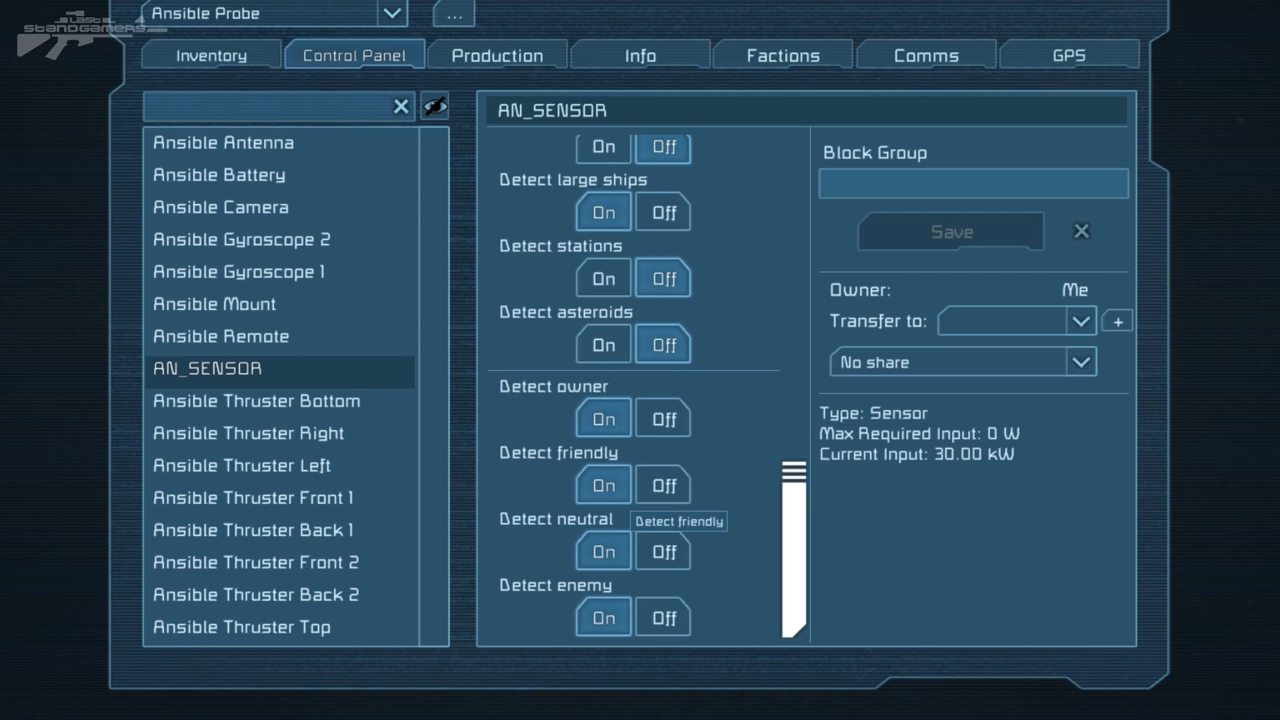 Last
StandGamers
Ansible Probe
...
Inventory
Control Panel
Production
Info
Factions
Comms
GPS
Ansible Antenna
Ansible Battery
Ansible Camera
Ansible Gyroscope 2
Ansible Gyroscope 1
Ansible Mount
Ansible Remote
AN_SENSOR
Ansible Thruster Bottom
Ansible Thruster Right
Ansible Thruster Left
Ansible Thruster Front 1
Ansible Thruster Back 1
Ansible Thruster Front 2
Ansible Thruster Back 2
Ansible Thruster Top
AN_SENSOR
On Off
Detect large ships
On Off
Detect stations
On Off
Detect asteroids
On Off
Detect owner
On Off
Detect friendly
On Off
Detect neutral
Detect friendly
On Off
Detect enemy
On Off
Block Group
Save
Owner: Me
Transfer to:
+
No share
Type: Sensor
Max Required Input: 0 W
Current Input: 30.00 kW